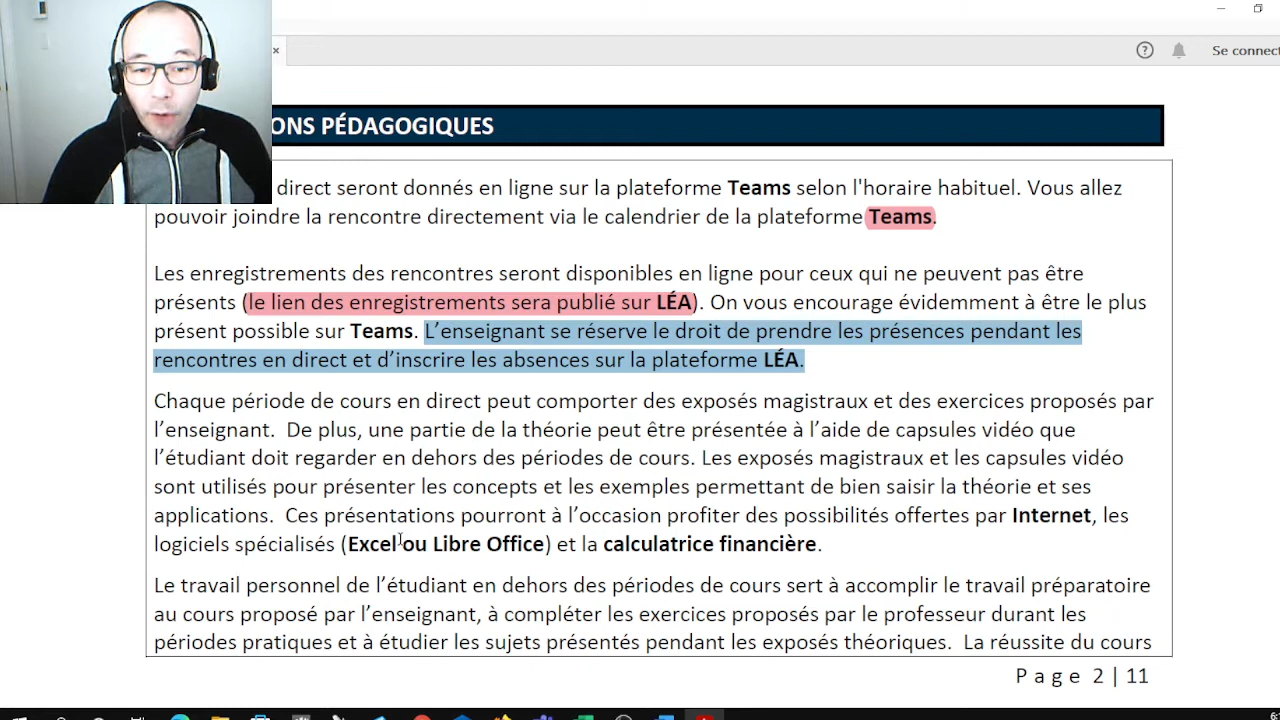 Se connect
ONS PÉDAGOGIQUES
direct seront donnés en ligne sur la plateforme Teams selon l'horaire habituel. Vous allez
pouvoir joindre la rencontre directement via le calendrier de la plateforme Teams.
Les enregistrements des rencontres seront disponibles en ligne pour ceux qui ne peuvent pas être
présents (le lien des enregistrements sera publié sur LÉA). On vous encourage évidemment à être le plus
présent possible sur Teams. L’enseignant se réserve le droit de prendre les présences pendant les
rencontres en direct et d’inscrire les absences sur la plateforme LÉA.
Chaque période de cours en direct peut comporter des exposés magistraux et des exercices proposés par
l’enseignant.  De plus, une partie de la théorie peut être présentée à l’aide de capsules vidéo que
l’étudiant doit regarder en dehors des périodes de cours. Les exposés magistraux et les capsules vidéo
sont utilisés pour présenter les concepts et les exemples permettant de bien saisir la théorie et ses
applications.  Ces présentations pourront à l’occasion profiter des possibilités offertes par Internet, les
logiciels spécialisés (Excel ou Libre Office) et la calculatrice financière.
Le travail personnel de l’étudiant en dehors des périodes de cours sert à accomplir le travail préparatoire
au cours proposé par l’enseignant, à compléter les exercices proposés par le professeur durant les
périodes pratiques et à étudier les sujets présentés pendant les exposés théoriques.  La réussite du cours
Page 2 | 11